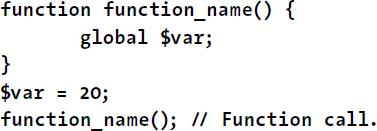 function function_name() {
global $var;
}
$var = 20;
function_name(); // Function call.